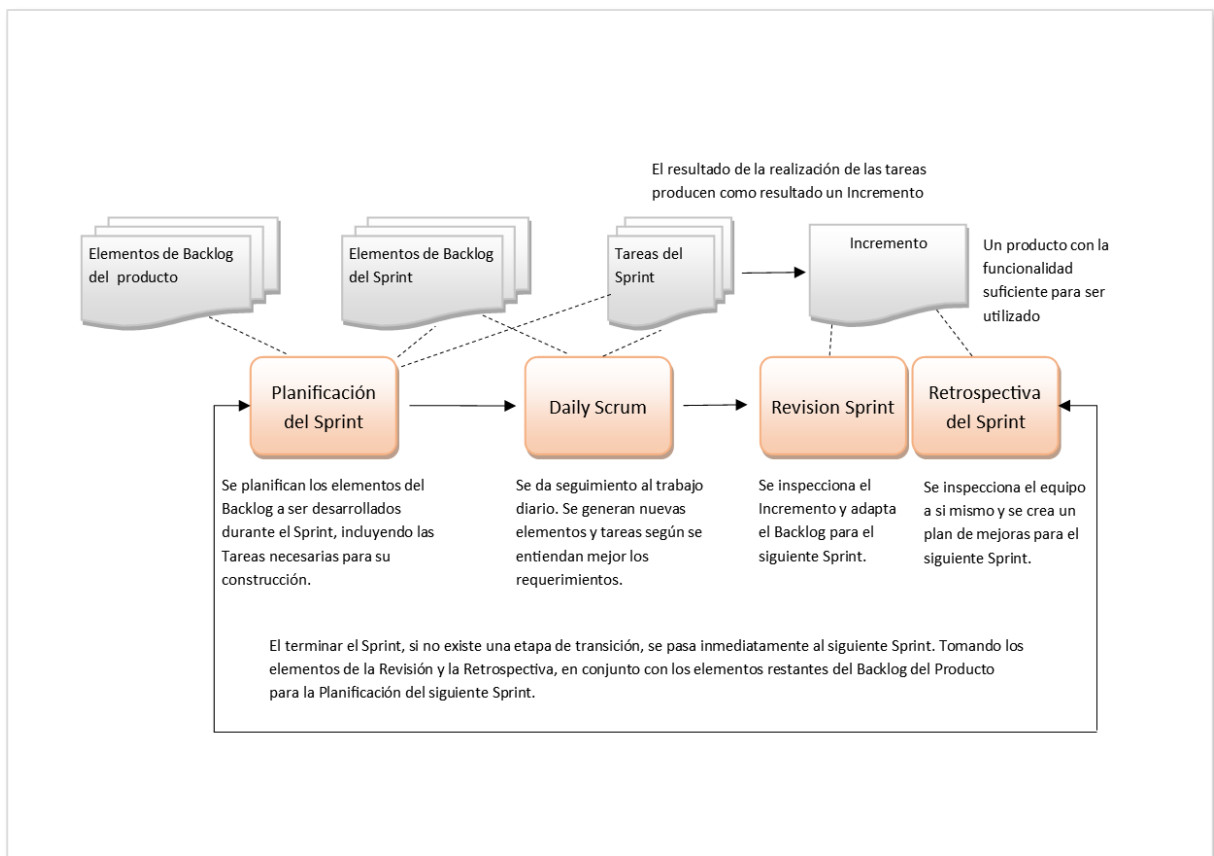 El resultado de la realización de las tareas
producen como resultado un Incremento
Elementos de Backlog
del producto
Elementos de Backlog
del Sprint
Tareas del
Sprint
Incremento
Un producto con la
funcionalidad
suficiente para ser
utilizado
Planificación
del Sprint
Daily Scrum
Revision Sprint
Retrospectiva
del Sprint
Se planifican los elementos del
Backlog a ser desarrollados
durante el Sprint, incluyendo las
Tareas necesarias para su
construcción.
Se da seguimiento al trabajo
diario. Se generan nuevas
elementos y tareas según se
entiendan mejor los
requerimientos.
Se inspecciona el
Incremento y adapta
el Backlog para el
siguiente Sprint.
Se inspecciona el equipo
a si mismo y se crea un
plan de mejoras para el
siguiente Sprint.
El terminar el Sprint, si no existe una etapa de transición, se pasa inmediatamente al siguiente Sprint. Tomando los
elementos de la Revisión y la Retrospectiva, en conjunto con los elementos restantes del Backlog del Producto
para la Planificación del siguiente Sprint.